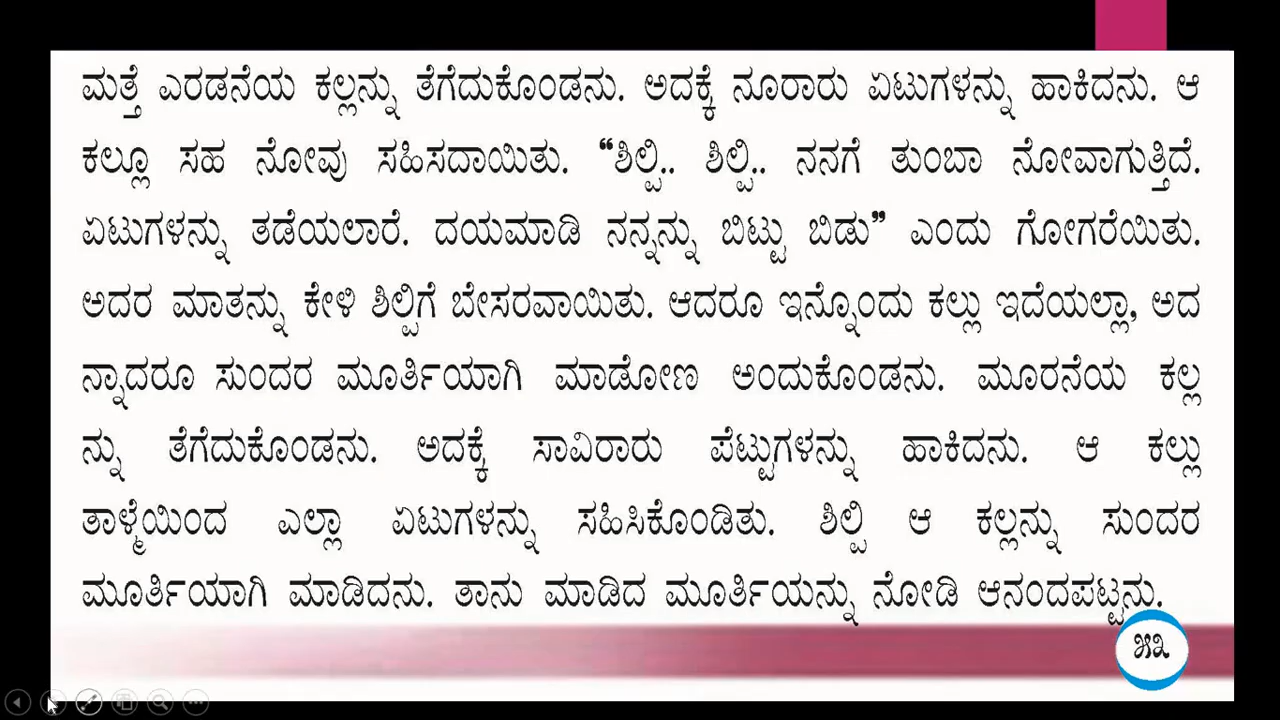 ಮತ್ತೆ ಎರಡನೆಯ ಕಲ್ಲನ್ನು ತೆಗೆದುಕೊಂಡನು. ಅದಕ್ಕೆ ನೂರಾರು ಏಟುಗಳನ್ನು ಹಾಕಿದನು. ಆ
ಕಲ್ಲೂ ಸಹ ನೋವು ಸಹಿಸದಾಯಿತು. “ಶಿಲ್ಪಿ.. ಶಿಲ್ಪಿ.. ನನಗೆ ತುಂಬಾ ನೋವಾಗುತ್ತಿದೆ.
ಏಟುಗಳನ್ನು ತಡೆಯಲಾರೆ. ದಯಮಾಡಿ ನನ್ನನ್ನು ಬಿಟ್ಟು ಬಿಡು” ಎಂದು ಗೋಗರೆಯಿತು.
ಅದರ ಮಾತನ್ನು ಕೇಳಿ ಶಿಲ್ಪಿಗೆ ಬೇಸರವಾಯಿತು. ಆದರೂ ಇನ್ನೊಂದು ಕಲ್ಲು ಇದೆಯಲ್ಲಾ, ಅದ
ನ್ನಾದರೂ ಸುಂದರ ಮೂರ್ತಿಯಾಗಿ ಮಾಡೋಣ ಅಂದುಕೊಂಡನು. ಮೂರನೆಯ ಕಲ್ಲ
ನ್ನು ತೆಗೆದುಕೊಂಡನು. ಅದಕ್ಕೆ ಸಾವಿರಾರು ಪೆಟ್ಟುಗಳನ್ನು ಹಾಕಿದನು. ಆ ಕಲ್ಲು
ತಾಳ್ಮೆಯಿಂದ ಎಲ್ಲಾ ಏಟುಗಳನ್ನು ಸಹಿಸಿಕೊಂಡಿತು. ಶಿಲ್ಪಿ ಆ ಕಲ್ಲನ್ನು ಸುಂದರ
ಮೂರ್ತಿಯಾಗಿ ಮಾಡಿದನು. ತಾನು ಮಾಡಿದ ಮೂರ್ತಿಯನ್ನು ನೋಡಿ ಆನಂದಪಟ್ಟನು.
೫೩